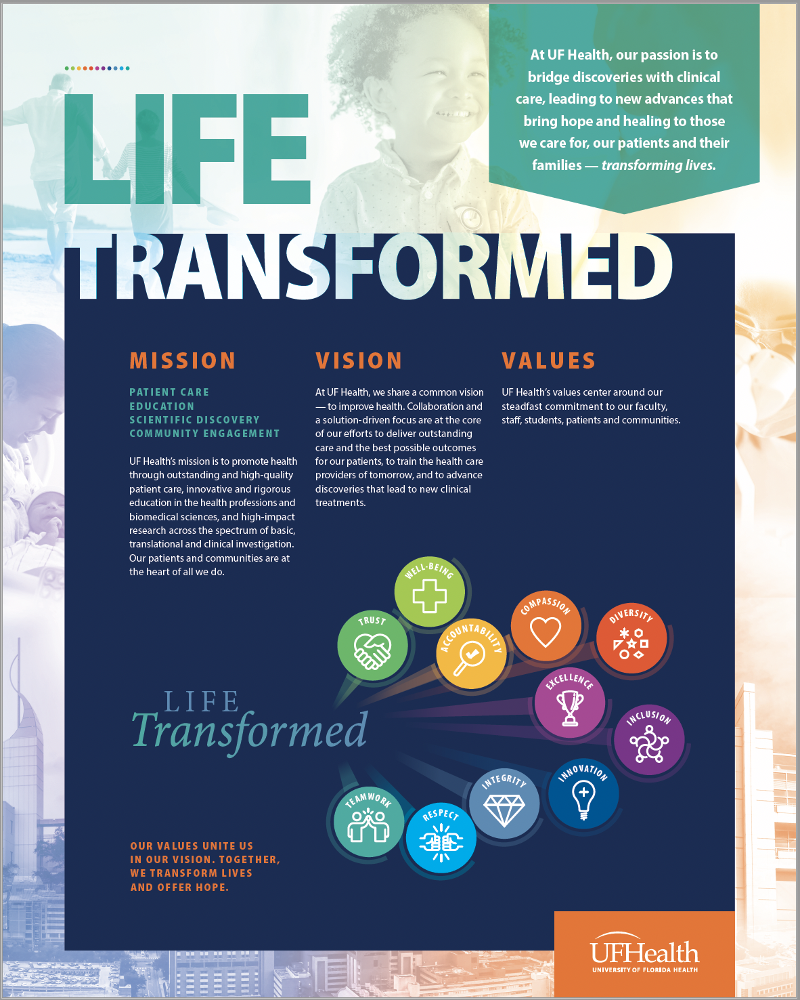 LIFE
TRANSFORMED
At UF Health, our passion is to
bridge discoveries with clinical
care, leading to new advances that
bring hope and healing to those
we care for, our patients and their
families — transforming lives.
MISSION
PATIENT CARE
EDUCATION
SCIENTIFIC DISCOVERY
COMMUNITY ENGAGEMENT
UF Health’s mission is to promote health
through outstanding and high-quality
patient care, innovative and rigorous
education in the health professions and
biomedical sciences, and high-impact
research across the spectrum of basic,
translational and clinical investigation.
Our patients and communities are at
the heart of all we do.
VISION
At UF Health, we share a common vision
— to improve health. Collaboration and
a solution-driven focus are at the core
of our efforts to deliver outstanding
care and the best possible outcomes
for our patients, to train the health care
providers of tomorrow, and to advance
discoveries that lead to new clinical
treatments.
VALUES
UF Health’s values center around our
steadfast commitment to our faculty,
staff, students, patients and communities.
WELL-BEING
TRUST
ACCOUNTABILITY
COMPASSION
DIVERSITY
EXCELLENCE
INCLUSION
INNOVATION
INTEGRITY
RESPECT
TEAMWORK
LIFE
Transformed
OUR VALUES UNITE US
IN OUR VISION. TOGETHER,
WE TRANSFORM LIVES
AND OFFER HOPE.
UFHealth
UNIVERSITY OF FLORIDA HEALTH